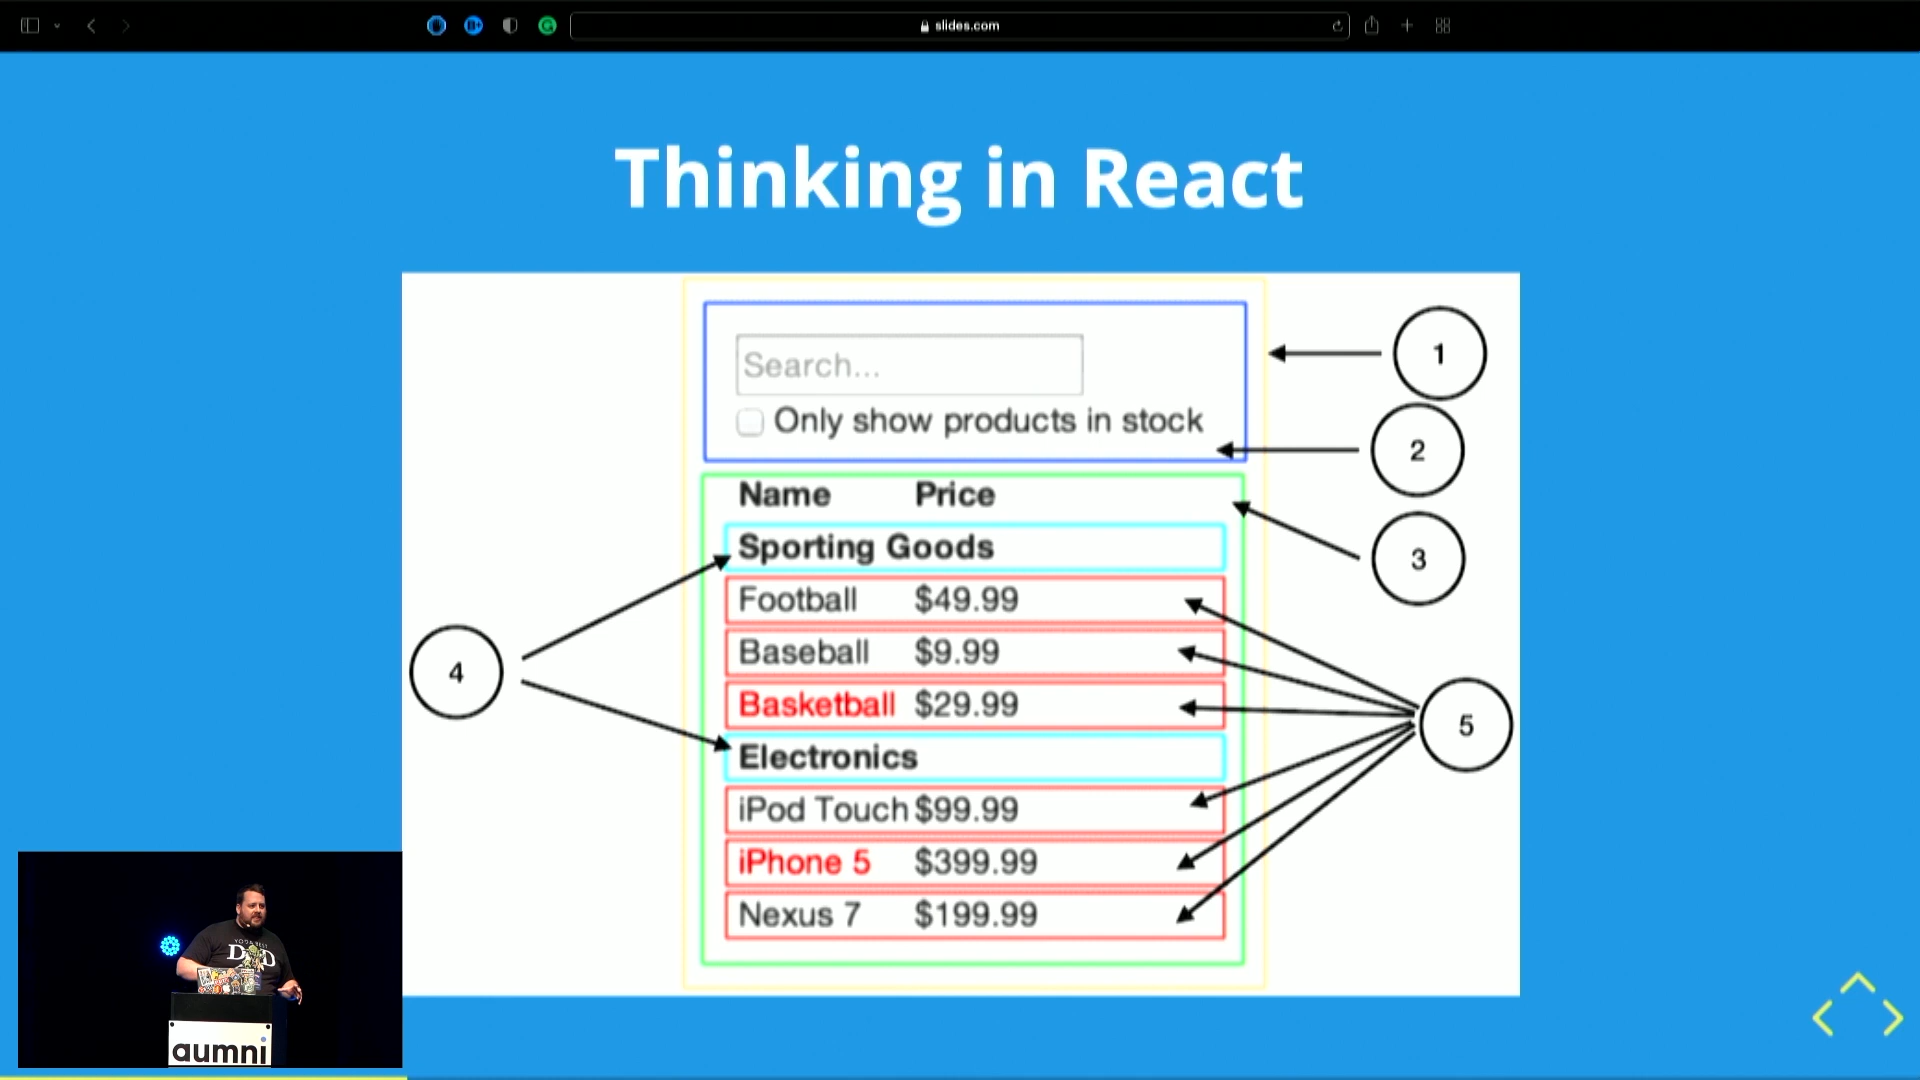 slides.com
Thinking in React
Search...
Only show products in stock
Name Price
Sporting Goods
Football $49.99
Baseball $9.99
Basketball $29.99
Electronics
iPod Touch $99.99
iPhone 5 $399.99
Nexus 7 $199.99
1
2
3
4
5
DAD
aumni